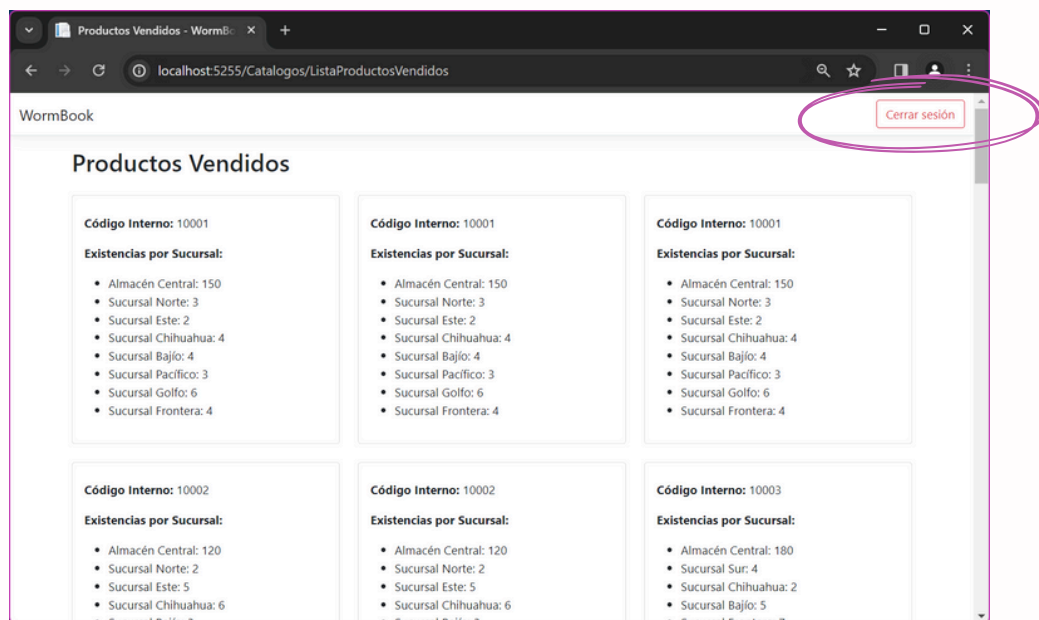 Productos Vendidos - WormBo
localhost:5255/Catalogos/ListaProductosVendidos
WormBook
Cerrar sesión
Productos Vendidos
Código Interno: 10001
Existencias por Sucursal:
Almacén Central: 150
Sucursal Norte: 3
Sucursal Este: 2
Sucursal Chihuahua: 4
Sucursal Bajío: 4
Sucursal Pacífico: 3
Sucursal Golfo: 6
Sucursal Frontera: 4
Código Interno: 10001
Existencias por Sucursal:
Almacén Central: 150
Sucursal Norte: 3
Sucursal Este: 2
Sucursal Chihuahua: 4
Sucursal Bajío: 4
Sucursal Pacífico: 3
Sucursal Golfo: 6
Sucursal Frontera: 4
Código Interno: 10001
Existencias por Sucursal:
Almacén Central: 150
Sucursal Norte: 3
Sucursal Este: 2
Sucursal Chihuahua: 4
Sucursal Bajío: 4
Sucursal Pacífico: 3
Sucursal Golfo: 6
Sucursal Frontera: 4
Código Interno: 10002
Existencias por Sucursal:
Almacén Central: 120
Sucursal Norte: 2
Sucursal Este: 5
Sucursal Chihuahua: 6
Código Interno: 10002
Existencias por Sucursal:
Almacén Central: 120
Sucursal Norte: 2
Sucursal Este: 5
Sucursal Chihuahua: 6
Código Interno: 10003
Existencias por Sucursal:
Almacén Central: 180
Sucursal Sur: 4
Sucursal Chihuahua: 2
Sucursal Bajío: 5